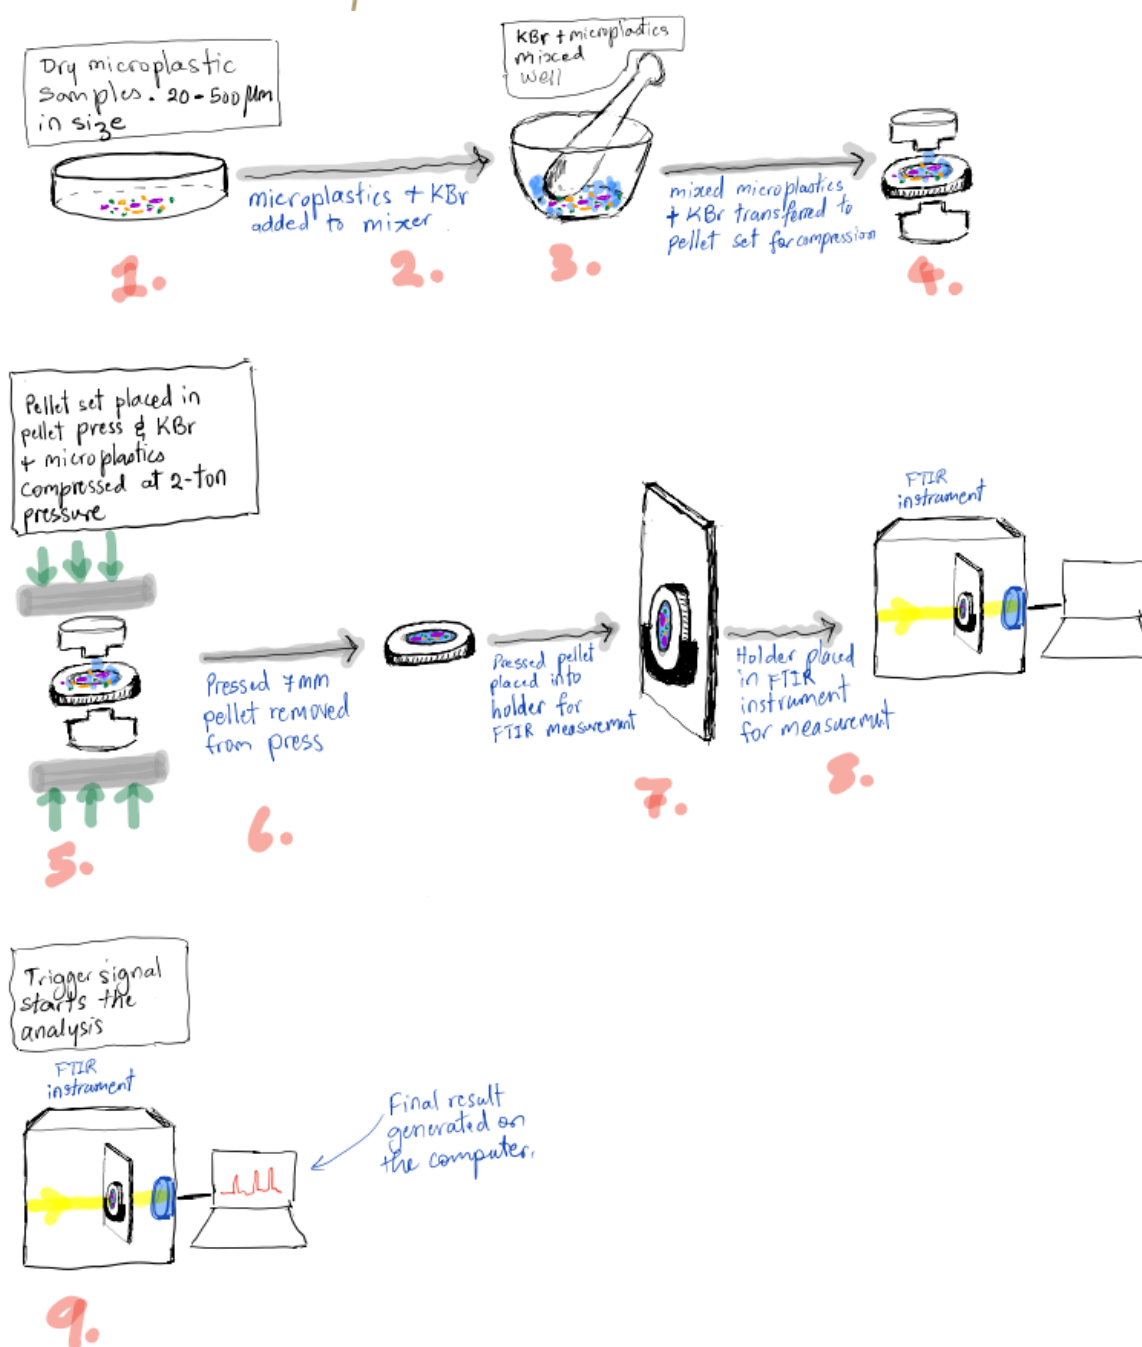 Dry microplastic
samples. 20-500 µm
in size
microplastics + KBr
added to mixer
KBr + microplastics
mixed
well
mixed microplastics
+ KBr transferred to
pellet set for compression
1.
2.
3.
4.
Pellet set placed in
pellet press & KBr
+ microplastics
compressed at 2-ton
pressure
Pressed 7mm
pellet removed
from press
Pressed pellet
placed into
holder for
FTIR measurement
Holder placed
in FTIR
instrument
for measurement
FTIR
instrument
5.
6.
7.
8.
Trigger signal
starts the
analysis
FTIR
instrument
Final result
generated on
the computer.
9.